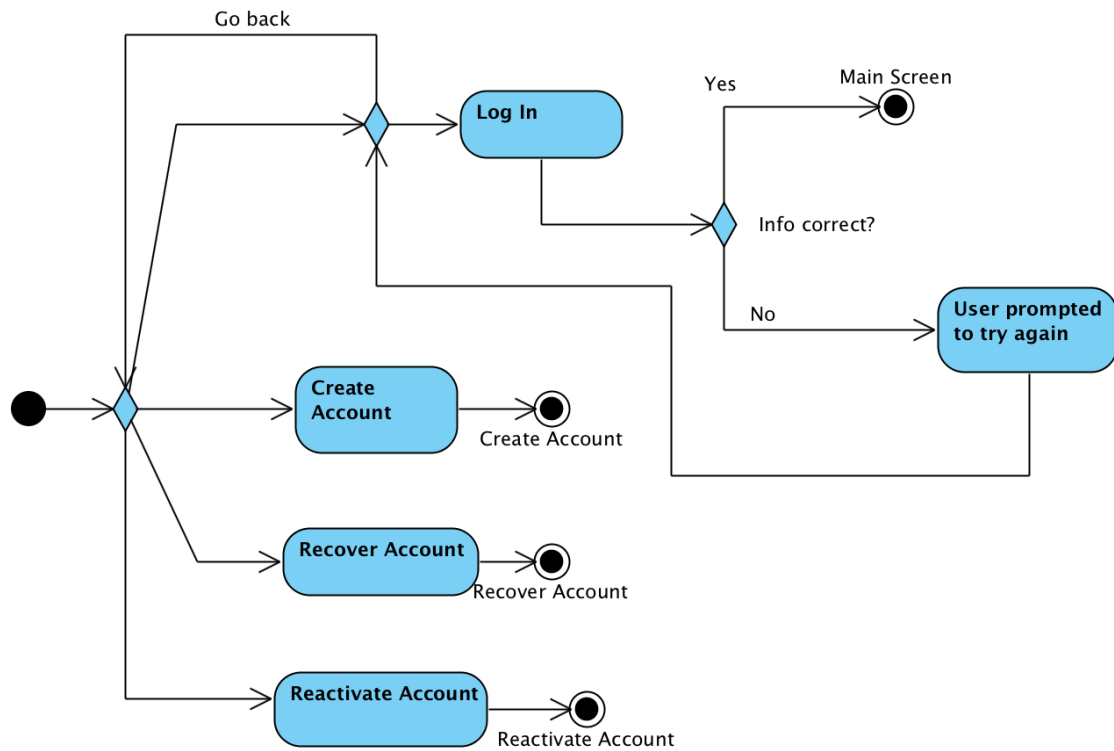 Go back
Yes
Main Screen
Log In
Info correct?
No
User prompted
to try again
Create
Account
Create Account
Recover Account
Recover Account
Reactivate Account
Reactivate Account